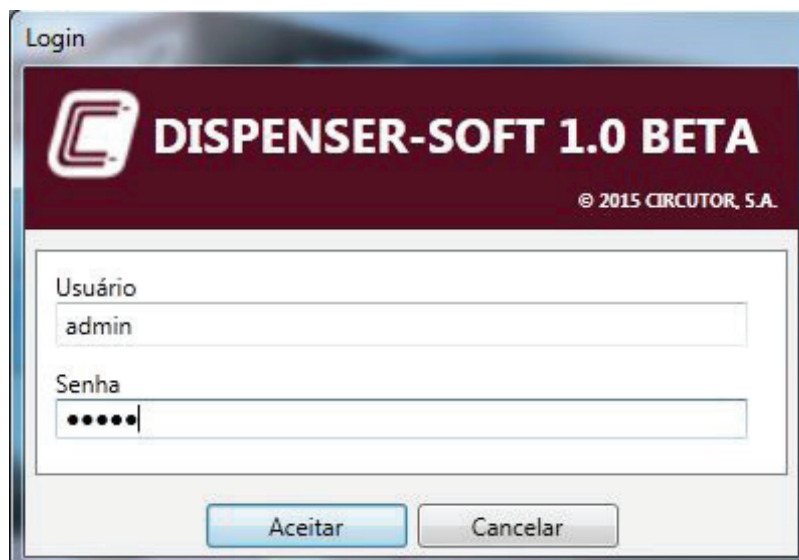 Login
DISPENSER-SOFT 1.0 BETA
© 2015 CIRCUTOR, S.A.
Usuário
admin
Senha
•••••
Aceitar
Cancelar